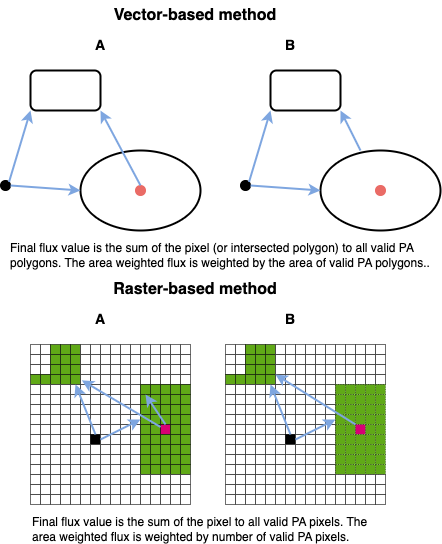 Vector-based method
A
B
Final flux value is the sum of the pixel (or intersected polygon) to all valid PA
polygons. The area weighted flux is weighted by the area of valid PA polygons..
Raster-based method
A
B
Final flux value is the sum of the pixel to all valid PA pixels. The
area weighted flux is weighted by number of valid PA pixels.